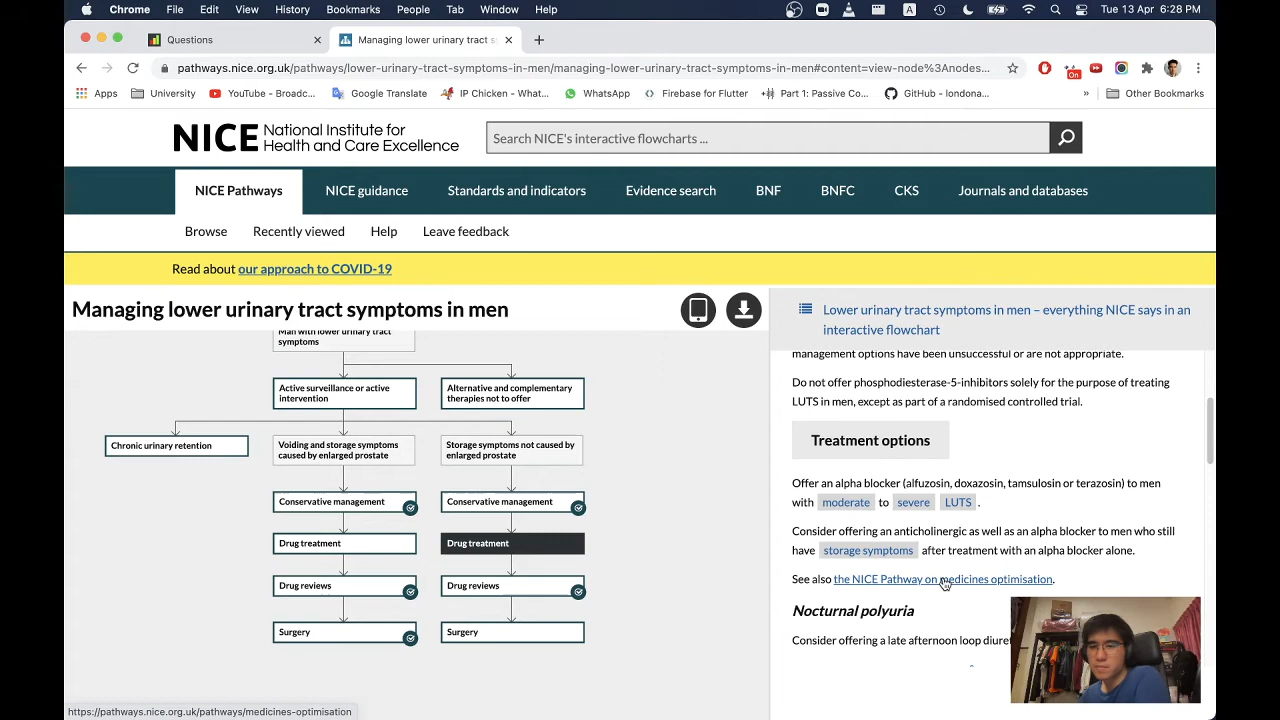 Chrome File Edit View History Bookmarks People Tab Window Help A Tue 13 Apr 6:28 PM
Questions
Managing lower urinary tract s
pathways.nice.org.uk/pathways/lower-urinary-tract-symptoms-in-men/managing-lower-urinary-tract-symptoms-in-men#content=view-node%3Anodes...
On
Apps University YouTube - Broadc... Google Translate IP Chicken - What... WhatsApp Firebase for Flutter Part 1: Passive Co... GitHub - londona... » Other Bookmarks
NICE National Institute for
Health and Care Excellence
Search NICE's interactive flowcharts ...
NICE Pathways NICE guidance Standards and indicators Evidence search BNF BNFC CKS Journals and databases
Browse Recently viewed Help Leave feedback
Read about our approach to COVID-19
Managing lower urinary tract symptoms in men
Man with lower urinary tract
symptoms
Active surveillance or active
intervention
Alternative and complementary
therapies not to offer
Chronic urinary retention
Voiding and storage symptoms
caused by enlarged prostate
Storage symptoms not caused by
enlarged prostate
Conservative management
Conservative management
Drug treatment
Drug treatment
Drug reviews
Drug reviews
Surgery
Surgery
Lower urinary tract symptoms in men – everything NICE says in an
interactive flowchart
management options have been unsuccessful or are not appropriate.
Do not offer phosphodiesterase-5-inhibitors solely for the purpose of treating
LUTS in men, except as part of a randomised controlled trial.
Treatment options
Offer an alpha blocker (alfuzosin, doxazosin, tamsulosin or terazosin) to men
with moderate to severe LUTS .
Consider offering an anticholinergic as well as an alpha blocker to men who still
have storage symptoms after treatment with an alpha blocker alone.
See also the NICE Pathway on medicines optimisation.
Nocturnal polyuria
Consider offering a late afternoon loop diure
https://pathways.nice.org.uk/pathways/medicines-optimisation